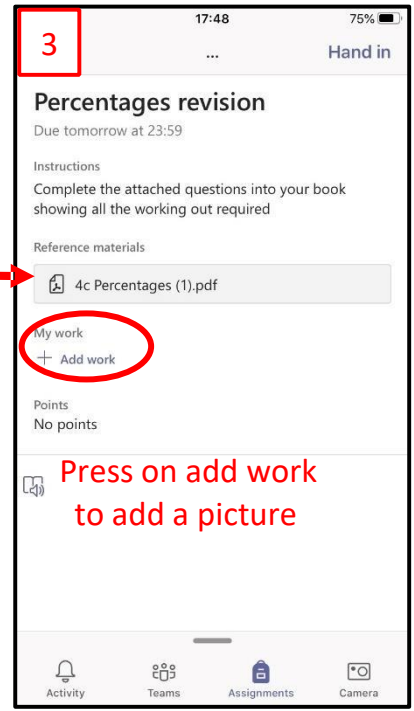 3
17:48
75%
...
Hand in
Percentages revision
Due tomorrow at 23:59
Instructions
Complete the attached questions into your book
showing all the working out required
Reference materials
4c Percentages (1).pdf
My work
+ Add work
Points
No points
Press on add work
to add a picture
Activity
Teams
Assignments
Camera